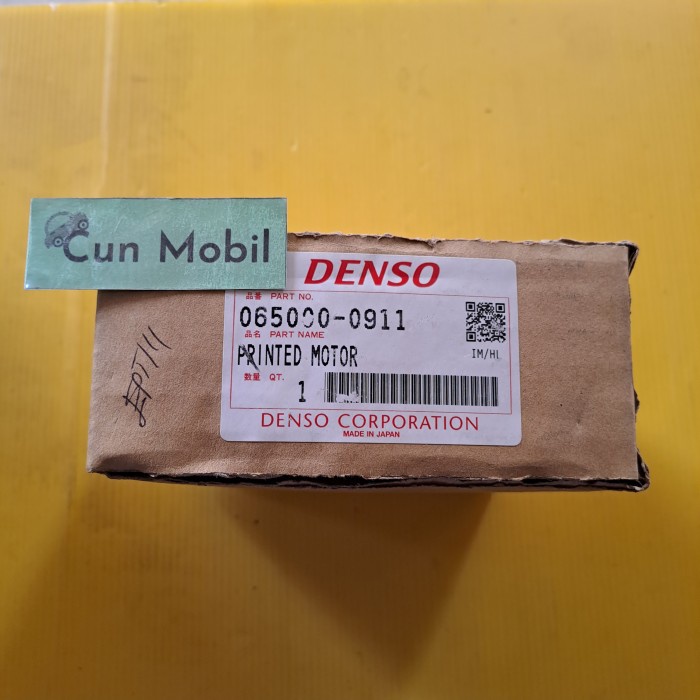 Cun Mobil
DENSO
品番 PART NO.
065000-0911
品名 PART NAME
PRINTED MOTOR
IM/HI
数量 QT.
1
DENSO CORPORATION
MADE IN JAPAN